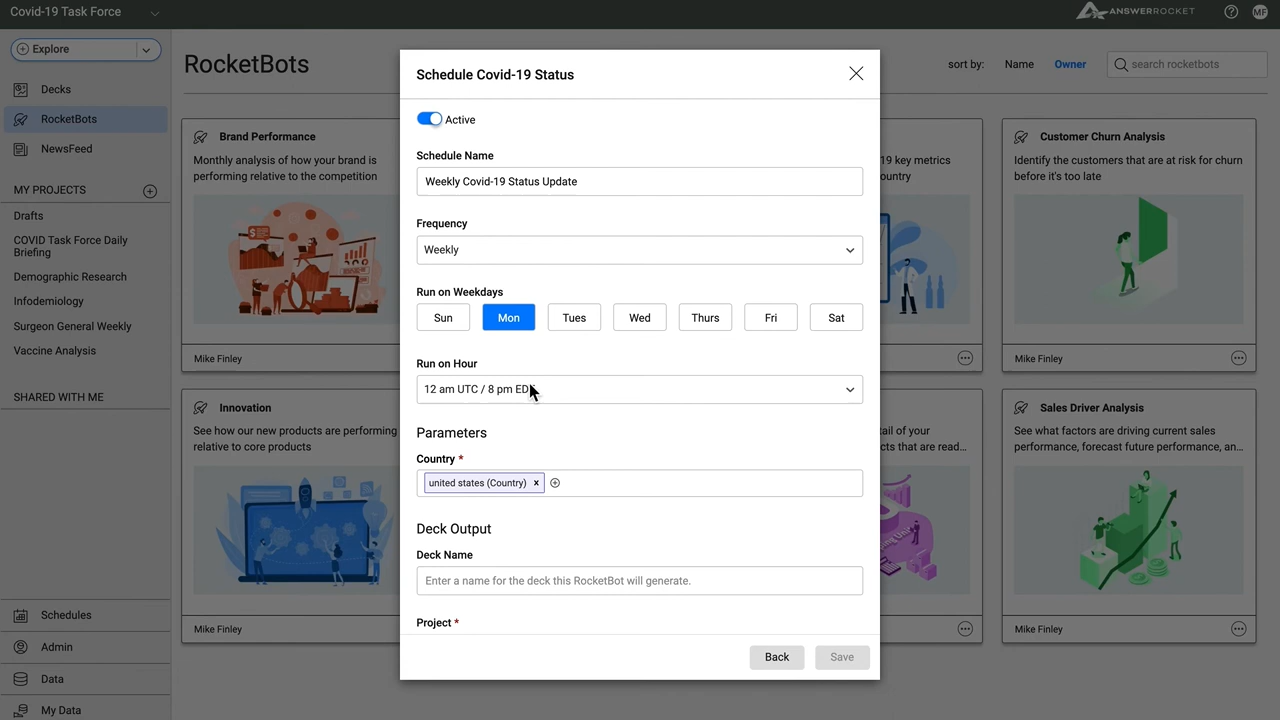 Covid-19 Task Force
ANSWERROCKET
MF
Explore
Decks
RocketBots
NewsFeed
MY PROJECTS
Drafts
COVID Task Force Daily
Briefing
Demographic Research
Infodemiology
Surgeon General Weekly
Vaccine Analysis
SHARED WITH ME
Schedules
Admin
Data
My Data
RocketBots
sort by: Name Owner
search rocketbots
Brand Performance
Monthly analysis of how your brand is
performing relative to the competition
Mike Finley
Innovation
See how our new products are performing
relative to core products
Mike Finley
Schedule Covid-19 Status
Active
Schedule Name
Weekly Covid-19 Status Update
Frequency
Weekly
Run on Weekdays
Sun Mon Tues Wed Thurs Fri Sat
Run on Hour
12 am UTC / 8 pm ED
Parameters
Country *
united states (Country) x
Deck Output
Deck Name
Enter a name for the deck this RocketBot will generate.
Project *
Back Save
19 key metrics
ountry
ail of your
cts that are read...
Customer Churn Analysis
Identify the customers that are at risk for churn
before it's too late
Mike Finley
Sales Driver Analysis
See what factors are driving current sales
performance, forecast future performance, an...
Mike Finley